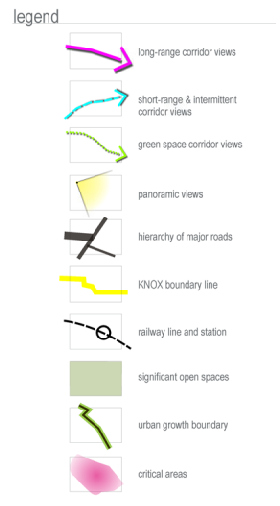 legend
long-range corridor views
short-range & intermittent
corridor views
green space corridor views
panoramic views
hierarchy of major roads
KNOX boundary line
railway line and station
significant open spaces
urban growth boundary
critical areas